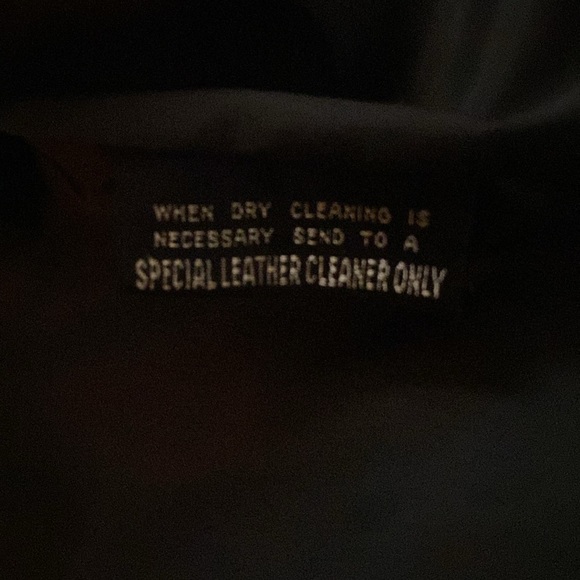 WHEN DRY CLEANING IS
NECESSARY SEND TO A
SPECIAL LEATHER CLEANER ONLY